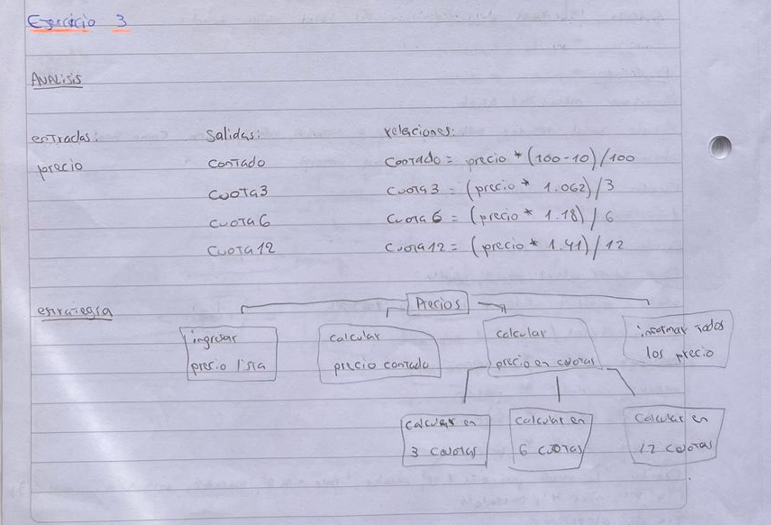 Ejercicio 3
Analisis
entradas: salidas: relaciones:
precio contado contado = precio * (100-10)/100
cuota3 cuota3 = (precio * 1.062)/3
cuota6 cuota6 = (precio * 1.18)/6
cuota12 cuota12 = (precio * 1.41)/12
estrategia Precios
ingresar calcular calcular informar todos
precio lista precio contado precio en cuotas los precio
calcular en calcular en calcular en
3 cuotas 6 cuotas 12 cuotas